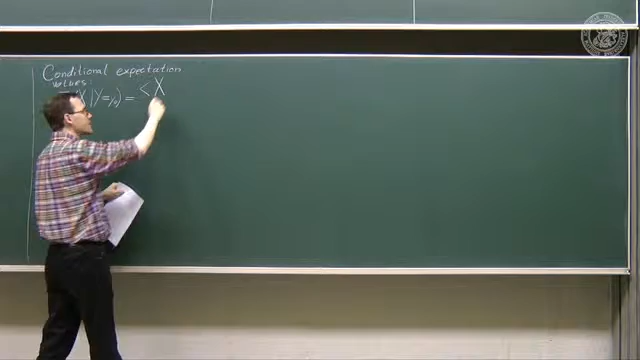 Conditional expectation
values:
X | Y = y₀) = < X